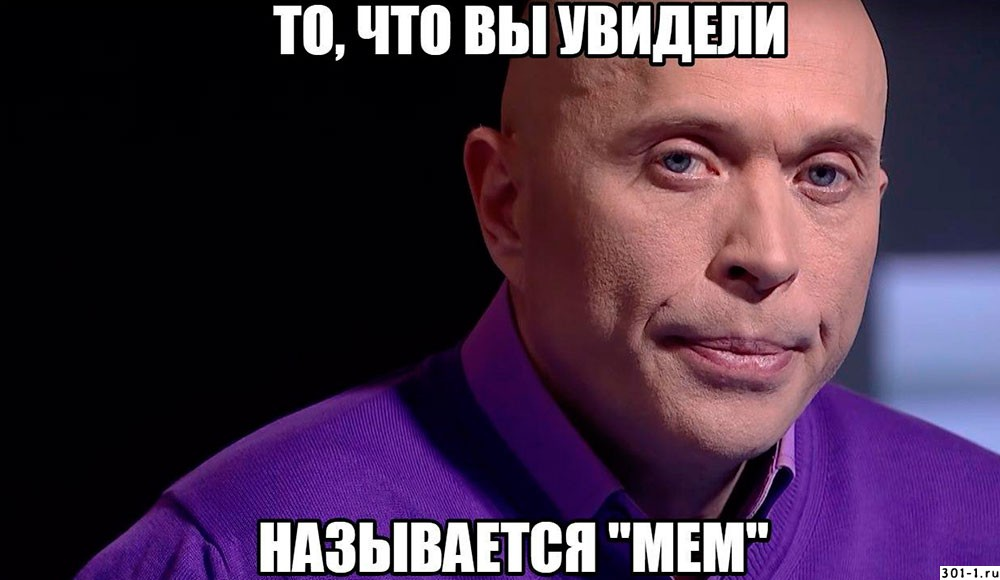 ТО, ЧТО ВЫ УВИДЕЛИ
НАЗЫВАЕТСЯ "МЕМ"
301-1.ru